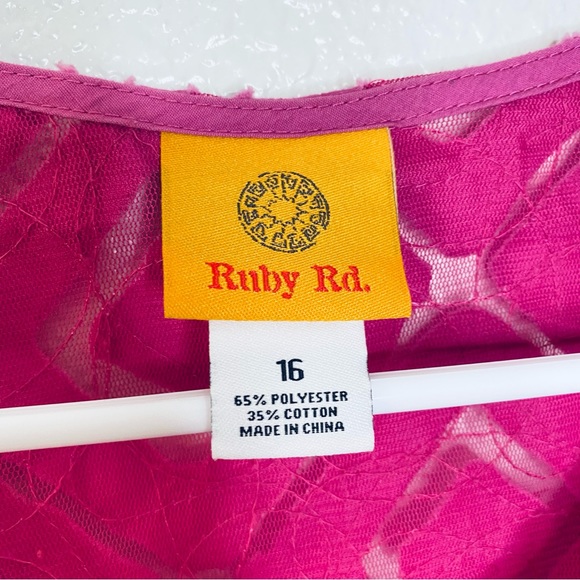 Ruby Rd.
16
65% POLYESTER
35% COTTON
MADE IN CHINA